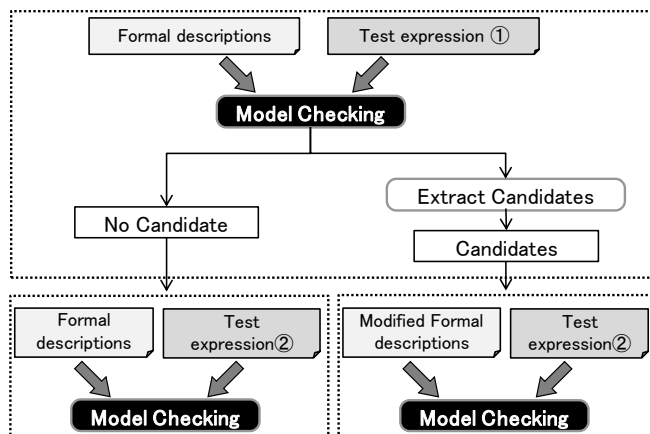 Formal descriptions
Test expression ①
Model Checking
Extract Candidates
No Candidate
Candidates
Formal
descriptions
Test
expression②
Modified Formal
descriptions
Test
expression②
Model Checking
Model Checking